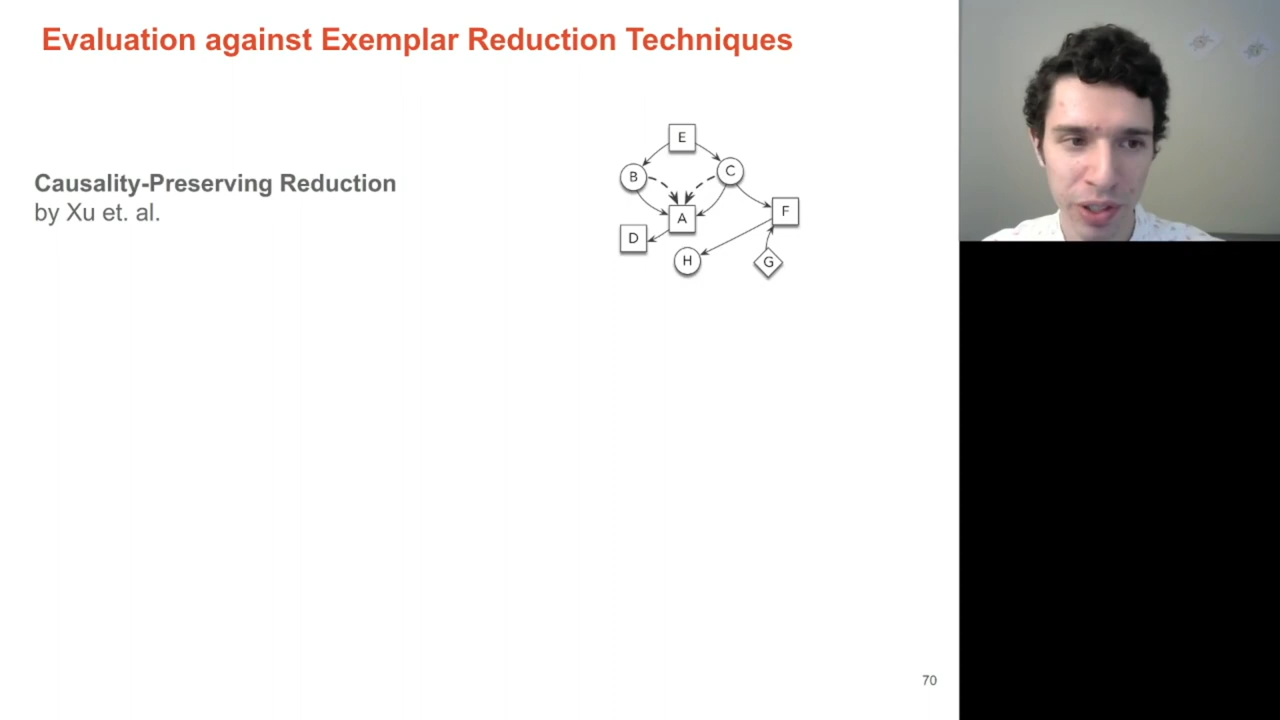 Evaluation against Exemplar Reduction Techniques
Causality-Preserving Reduction
by Xu et. al.
E
B
C
A
F
D
H
G
70